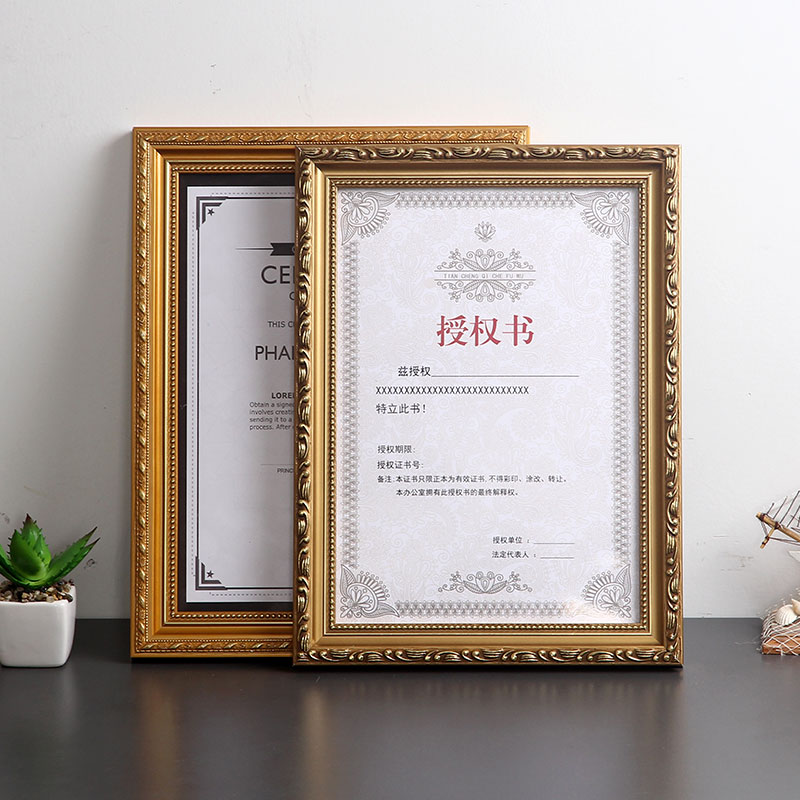 THIS C
LOREM
Obtain a signe
involves creati
sending it to a
process. After
PRINC
TIAN CHENG QI CHE FU WU
授权书
兹授权
XXXXXXXXXXXXXXXXXXXXXXXXXXX
特立此书！
授权期限：
授权证书号：
备注：本证书只限正本为有效证书，不得彩印、涂改、转让。
本办公室拥有此授权书的最终解释权。
授权单位：
法定代表人：